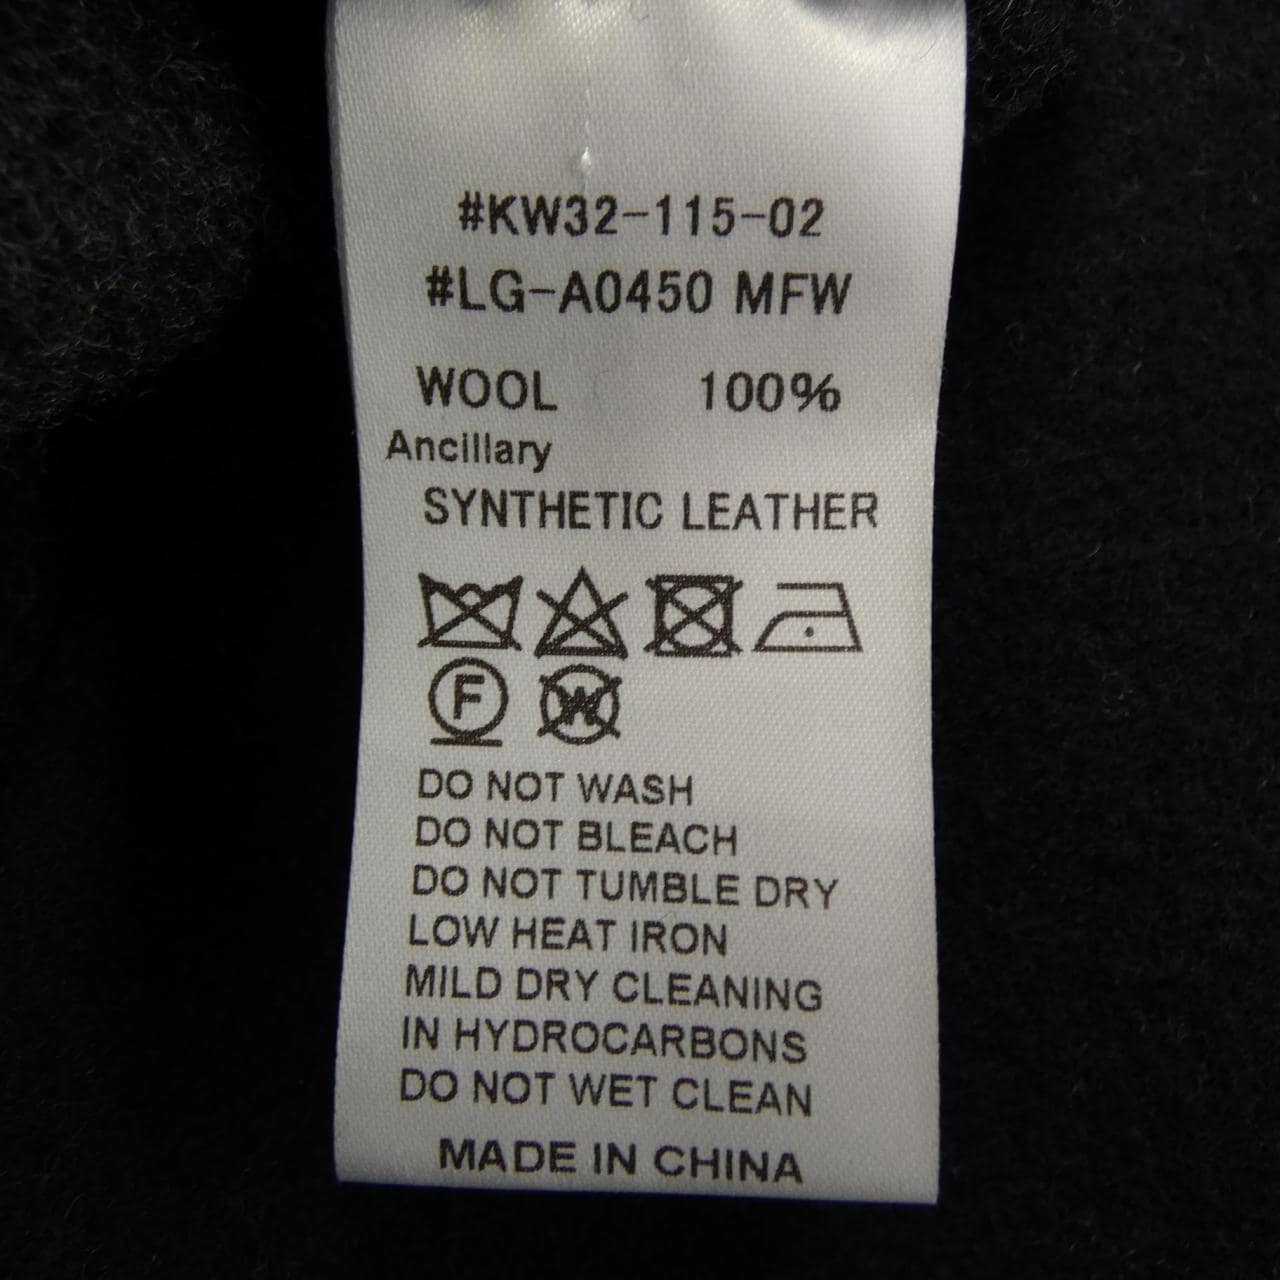 #KW32-115-02
#LG-A0450 MFW
WOOL 100%
Ancillary
SYNTHETIC LEATHER
F W
DO NOT WASH
DO NOT BLEACH
DO NOT TUMBLE DRY
LOW HEAT IRON
MILD DRY CLEANING
IN HYDROCARBONS
DO NOT WET CLEAN
MADE IN CHINA